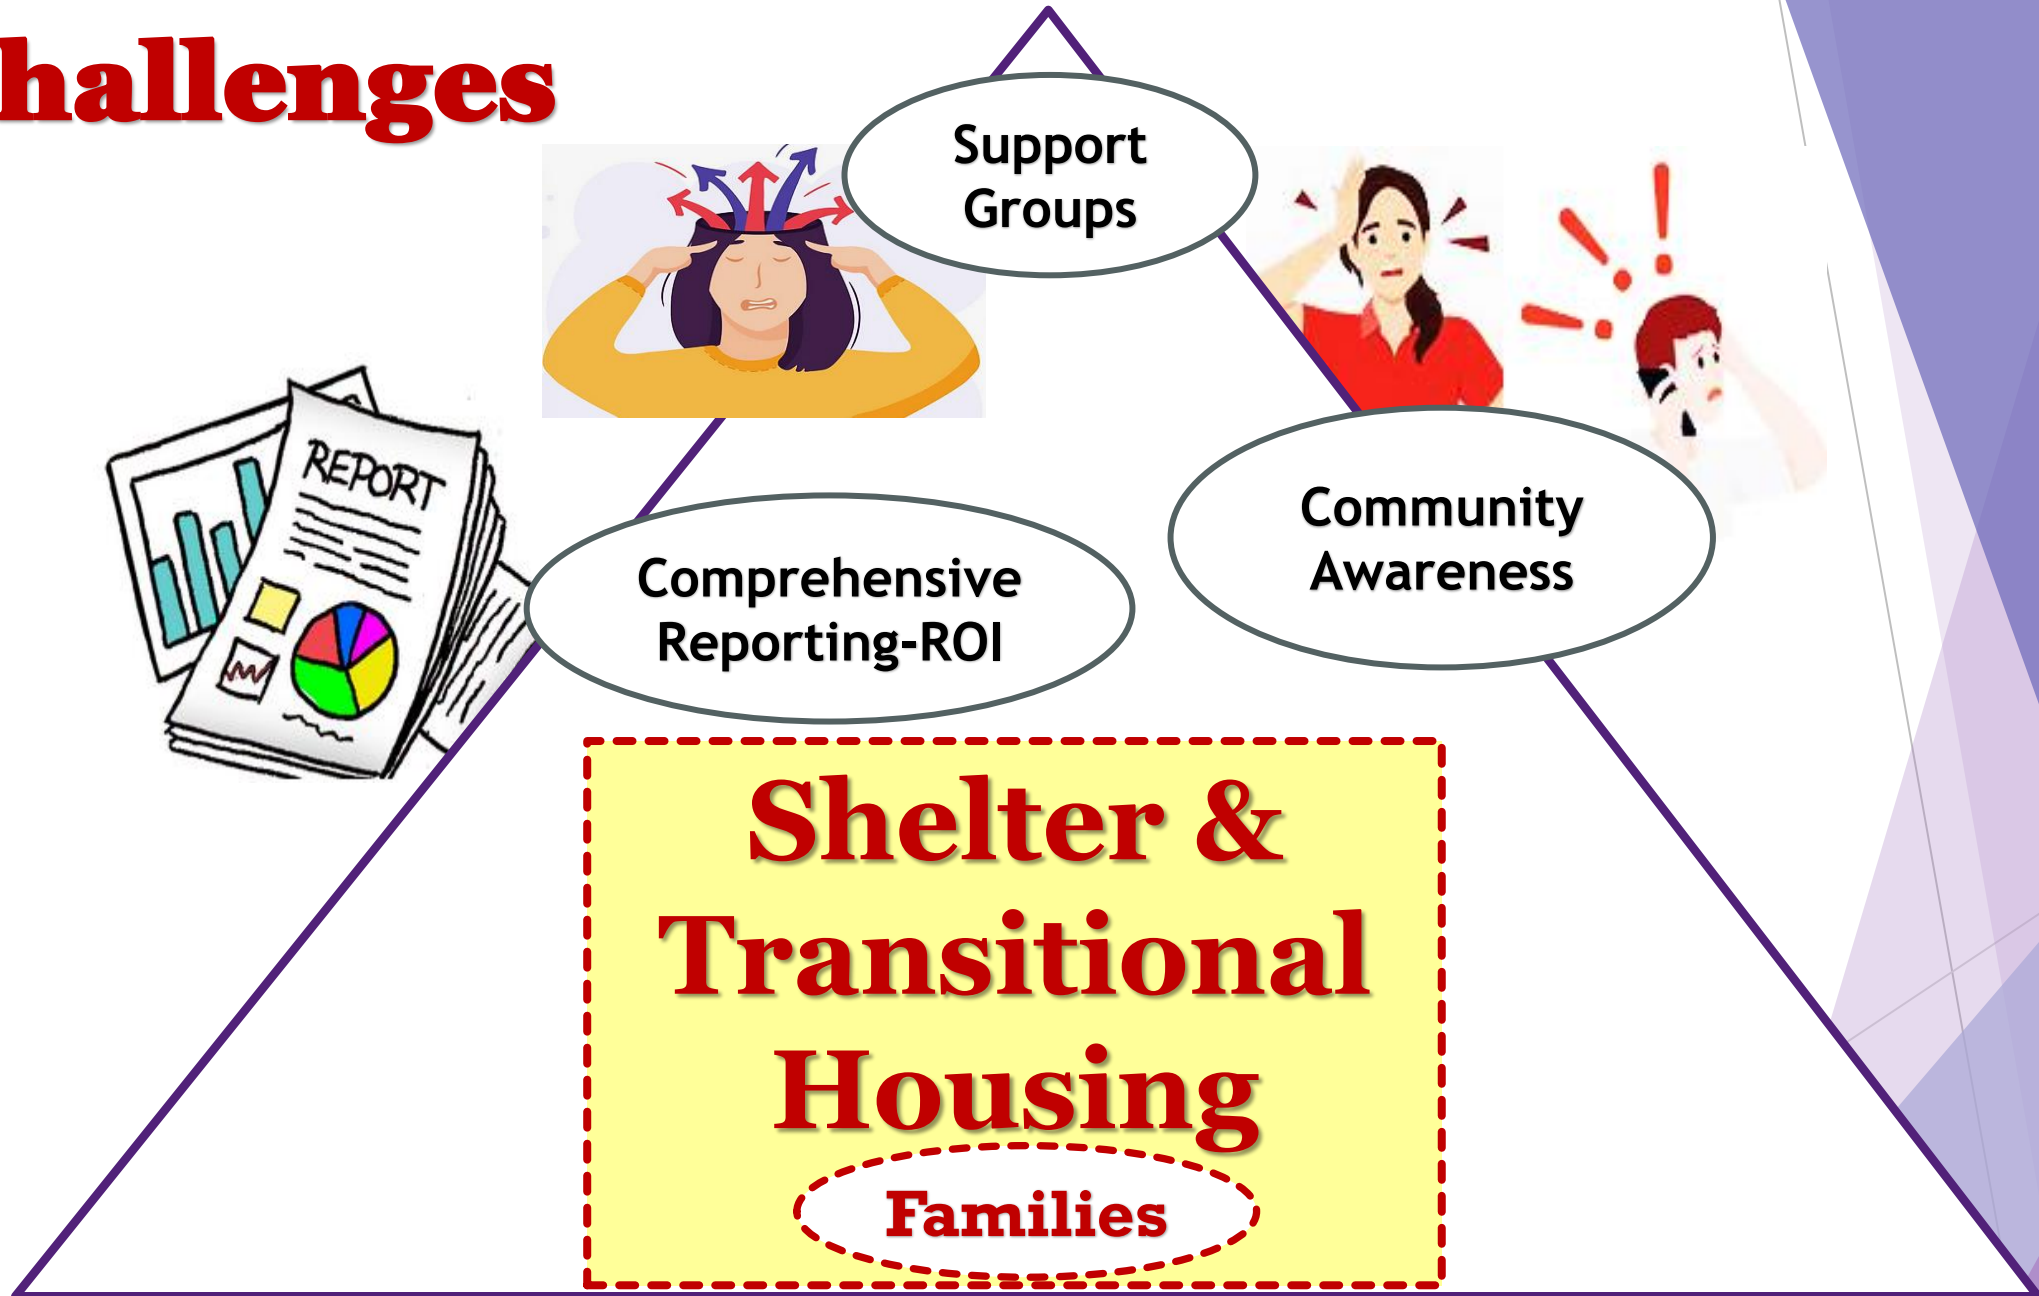 hallenges
Support
Groups
REPORT
Community
Awareness
Comprehensive
Reporting-ROI
Shelter &
Transitional
Housing
Families